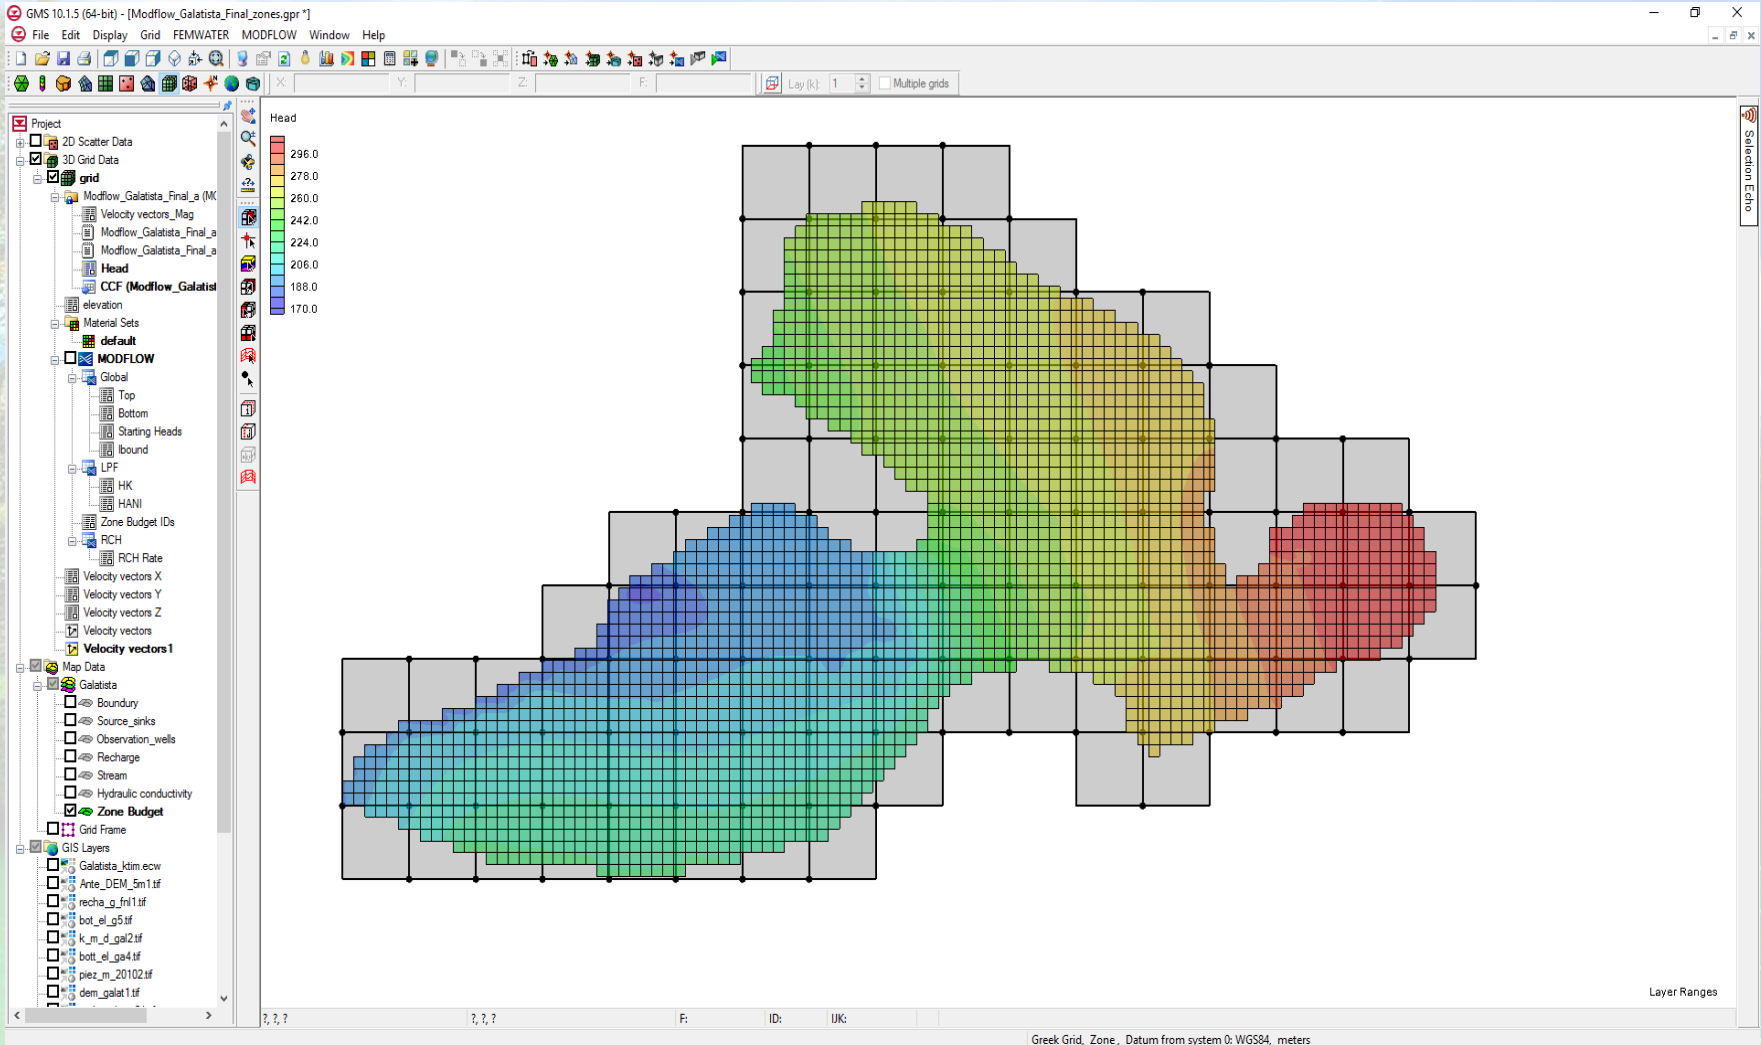 GMS 10.1.5 (64-bit) - [Modflow_Galatista_Final_zones.gpr *]
File Edit Display Grid FEMWATER MODFLOW Window Help
X: Y: Z: F: Lay (k): 1 Multiple grids
Project
2D Scatter Data
3D Grid Data
grid
Modflow_Galatista_Final_a (MO
Velocity vectors_Mag
Modflow_Galatista_Final_a
Modflow_Galatista_Final_a
Head
CCF (Modflow_Galatist
elevation
Material Sets
default
MODFLOW
Global
Top
Bottom
Starting Heads
Ibound
LPF
HK
HANI
Zone Budget IDs
RCH
RCH Rate
Velocity vectors X
Velocity vectors Y
Velocity vectors Z
Velocity vectors
Velocity vectors1
Map Data
Galatista
Boundury
Source_sinks
Observation_wells
Recharge
Stream
Hydraulic conductivity
Zone Budget
Grid Frame
GIS Layers
Galatista_ktim.ecw
Ante_DEM_5m1.tif
recha_g_fnl1.tif
bot_el_g5.tif
k_m_d_gal2.tif
bott_el_ga4.tif
piez_m_20102.tif
dem_galat1.tif
Head
296.0
278.0
260.0
242.0
224.0
206.0
188.0
170.0
Selection Echo
Layer Ranges
?, ?, ? ?, ?, ? F: ID: IJK:
Greek Grid, Zone , Datum from system 0: WGS84, meters